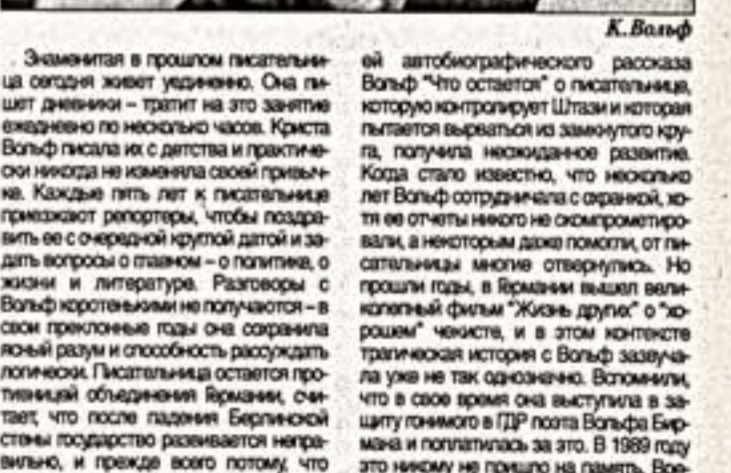 К.Вольф
Знаменитая в прошлом писательни-
ца сегодня живет уединенно. Она пи-
шет дневники – тратит на это занятие
ежедневно по несколько часов. Криста
Вольф писала их с детства и практиче-
ски никогда не изменяла своей привыч-
ке. Каждые пять лет к писательнице
приезжают репортеры, чтобы поздра-
вить ее с очередной круглой датой и за-
дать вопросы о главном – о политике, о
жизни и литературе. Разговоры с
Вольф коротенькими не получаются – в
свои преклонные годы она сохранила
ясный разум и способность рассуждать
логически. Писательница остается про-
тивницей объединения Германии, счи-
тает, что после падения Берлинской
стены государство развивается непра-
вильно, и прежде всего потому, что
ей автобиографического рассказа
Вольф "Что остается" о писательнице,
которую контролирует Штази и которая
пытается вырваться из замкнутого кру-
га, получила неожиданное развитие.
Когда стало известно, что несколько
лет Вольф сотрудничала с охранкой, хо-
тя ее отчеты никого не скомпрометиро-
вали, а некоторым даже помогли, от пи-
сательницы многие отвернулись. Но
прошли годы, в Германии вышел вели-
колепный фильм "Жизнь других" о "хо-
рошем" чекисте, и в этом контексте
трагическая история с Вольф зазвуча-
ла уже не так однозначно. Вспомнили,
что в свое время она выступила в за-
щиту гонимого в ГДР поэта Вольфа Бир-
мана и поплатилась за это. В 1989 году
это никому не пришло на память.